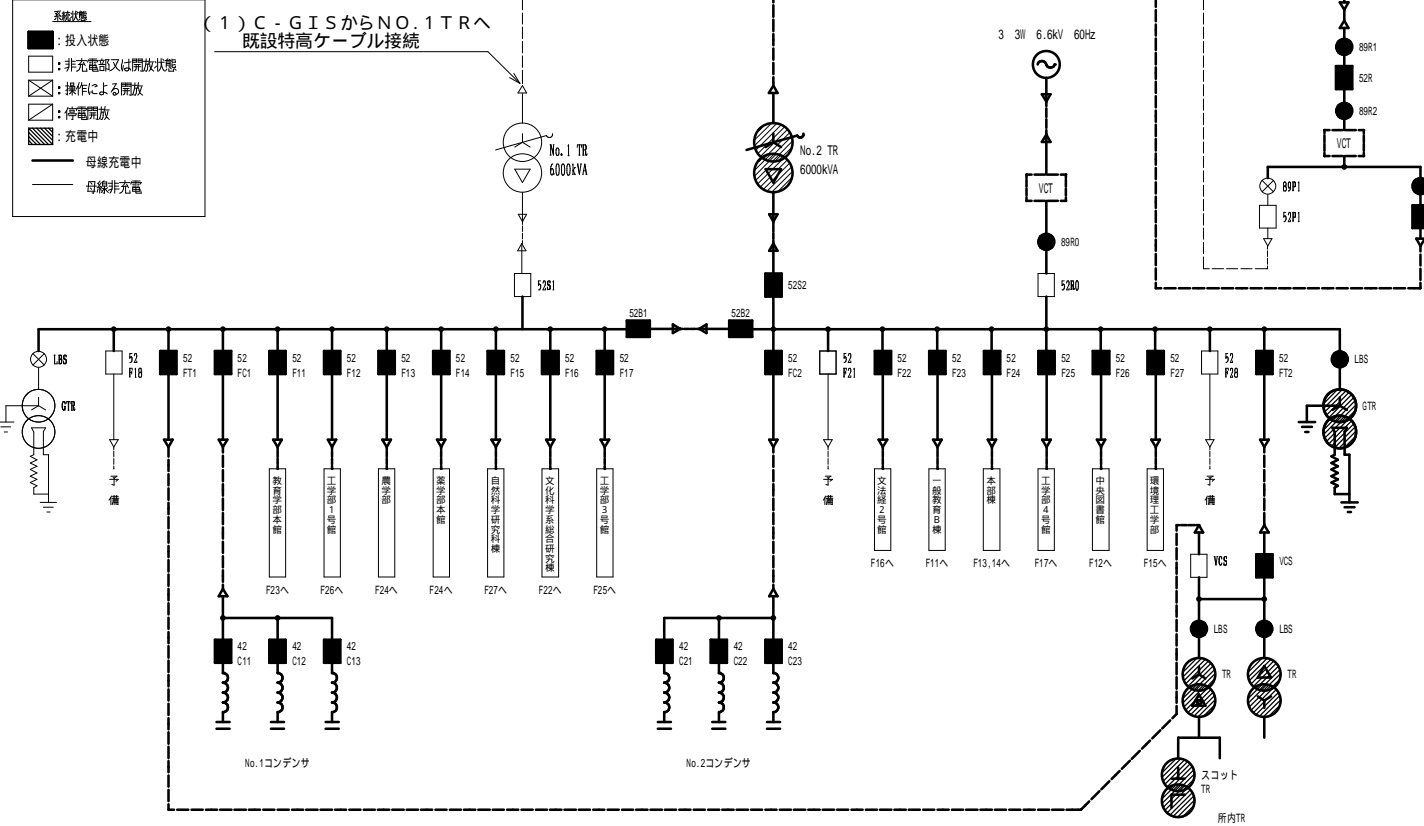 系統状態
：投入状態
：非充電部又は開放状態
：操作による開放
：停電開放
：充電中
母線充電中
母線非充電
(１)Ｃ-ＧＩＳからＮＯ.１ＴＲへ
既設特高ケーブル接続
3 3W 6.6kV 60Hz
89R1
52R
89R2
VCT
89P1
52P1
No.1 TR
6000kVA
No.2 TR
6000kVA
VCT
89R0
52S1
52S2
52R0
52B1
52B2
LBS
52 F18
52 FT1
52 FC1
52 F11
52 F12
52 F13
52 F14
52 F15
52 F16
52 F17
52 FC2
52 F21
52 F22
52 F23
52 F24
52 F25
52 F26
52 F27
52 F28
52 FT2
LBS
GTR
GTR
予備
教育学部本館
工学部1号館
農学部
薬学部本館
自然科学研究科棟
文化科学系総合研究棟
工学部3号館
予備
文法経2号館
一般教育B棟
本部棟
工学部4号館
中央図書館
環境理工学部
予備
F23へ
F26へ
F24へ
F24へ
F27へ
F22へ
F25へ
F16へ
F11へ
F13,14へ
F17へ
F12へ
F15へ
VCS
VCS
LBS
LBS
42 C11
42 C12
42 C13
42 C21
42 C22
42 C23
TR
TR
No.1コンデンサ
No.2コンデンサ
スコット
TR
所内TR